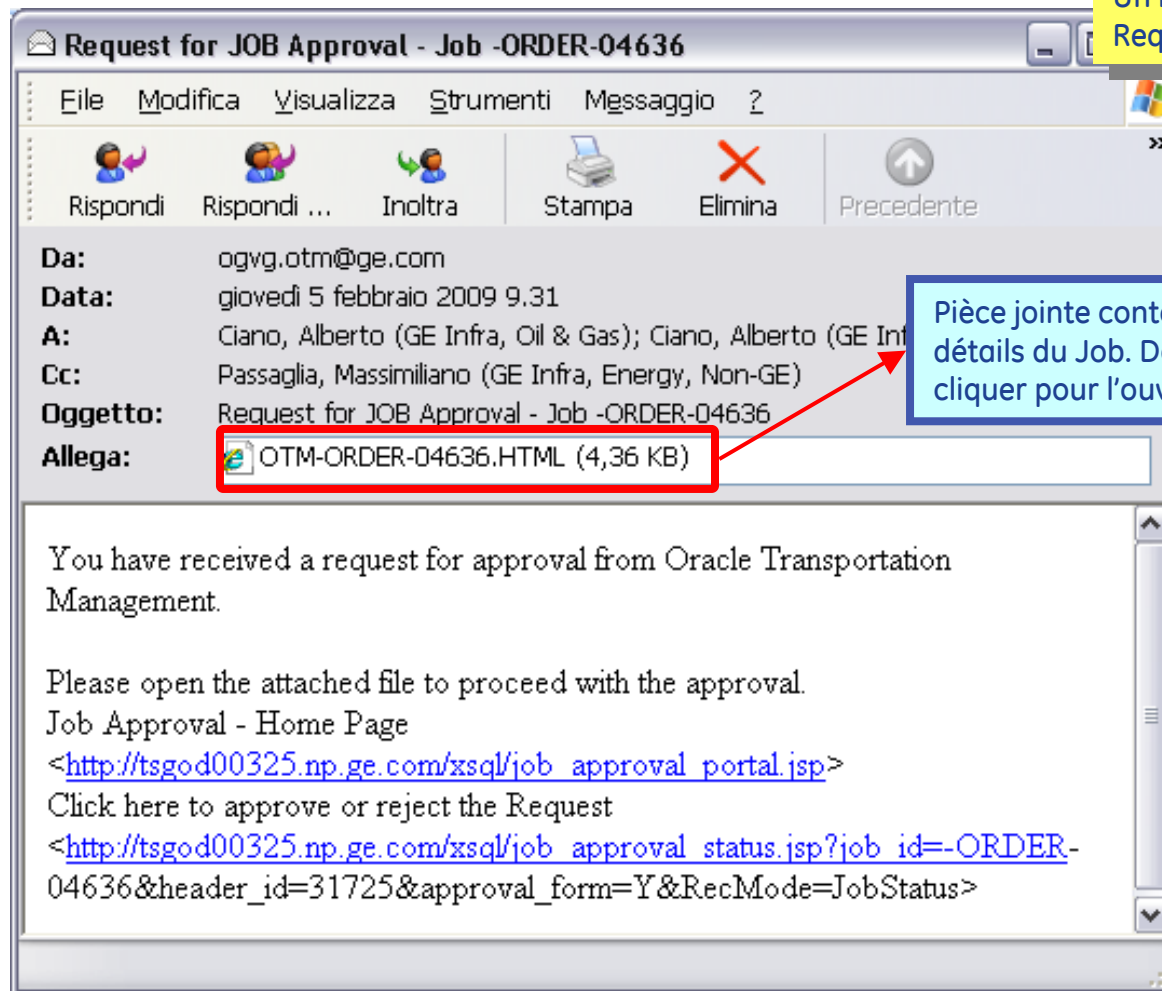 Request for JOB Approval - Job -ORDER-04636
File Modifica Visualizza Strumenti Messaggio ?
Rispondi Rispondi ... Inoltra Stampa Elimina Precedente
Da: ogvg.otm@ge.com
Data: giovedì 5 febbraio 2009 9.31
A: Ciano, Alberto (GE Infra, Oil & Gas); Ciano, Alberto (GE
Cc: Passaglia, Massimiliano (GE Infra, Energy, Non-GE)
Oggetto: Request for JOB Approval - Job -ORDER-04636
Allega: OTM-ORDER-04636.HTML (4,36 KB)
Pièce jointe
détails du Job.
cliquer pour
You have received a request for approval from Oracle Transportation
Management.
Please open the attached file to proceed with the approval.
Job Approval - Home Page
<http://tsgod00325.np.ge.com/xsql/job_approval_portal.jsp>
Click here to approve or reject the Request
<http://tsgod00325.np.ge.com/xsql/job_approval_status.jsp?job_id=-ORDER-
04636&header_id=31725&approval_form=Y&RecMode=JobStatus>